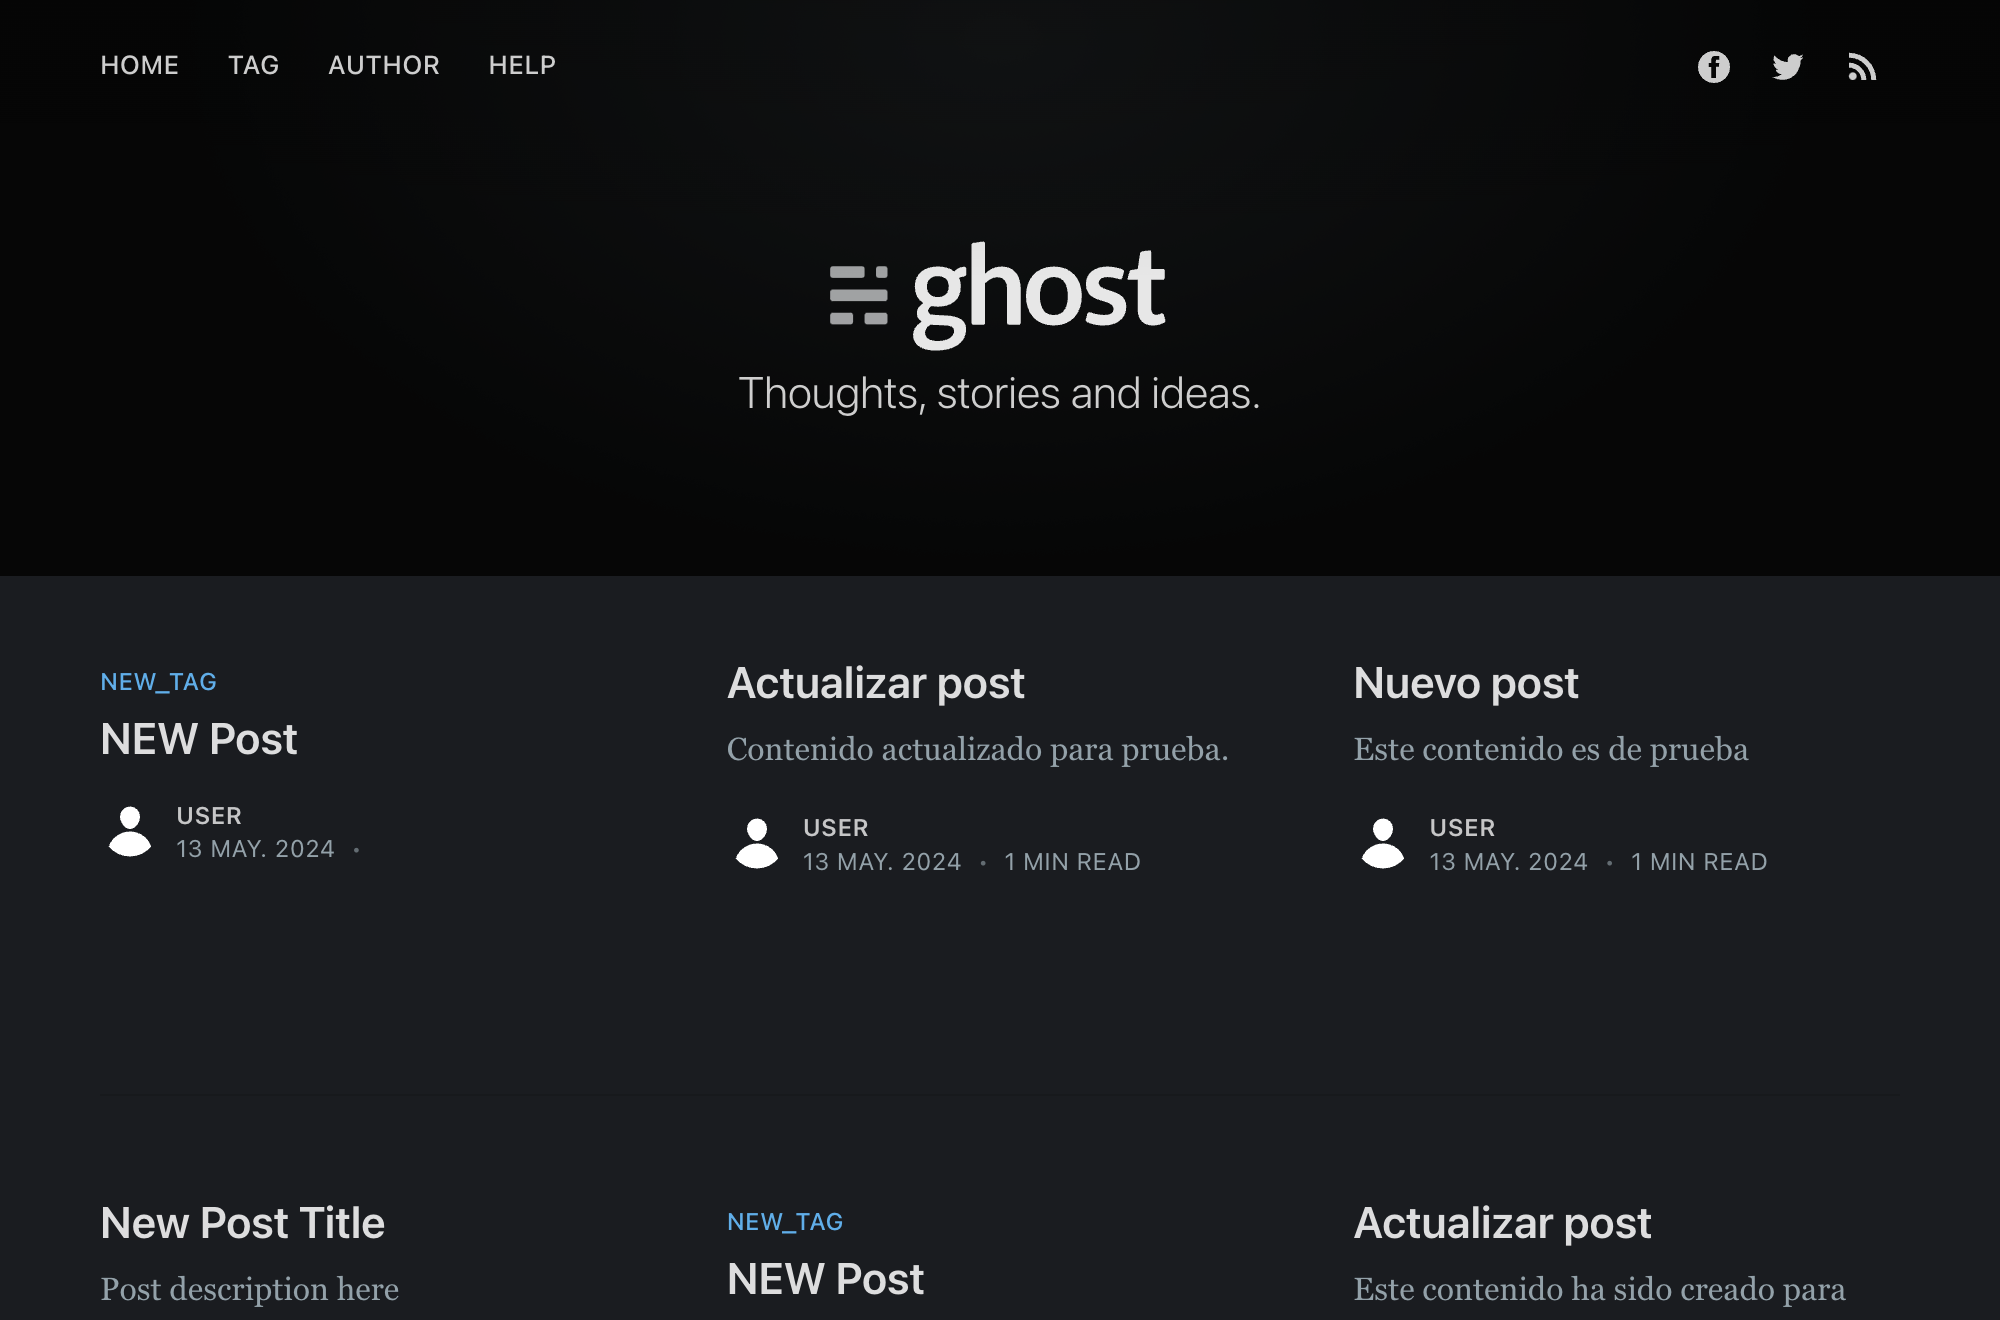 HOME TAG AUTHOR HELP
ghost
Thoughts, stories and ideas.
NEW_TAG
NEW Post
USER
13 MAY. 2024 •
Actualizar post
Contenido actualizado para prueba.
USER
13 MAY. 2024 • 1 MIN READ
Nuevo post
Este contenido es de prueba
USER
13 MAY. 2024 • 1 MIN READ
New Post Title
Post description here
NEW_TAG
NEW Post
Actualizar post
Este contenido ha sido creado para